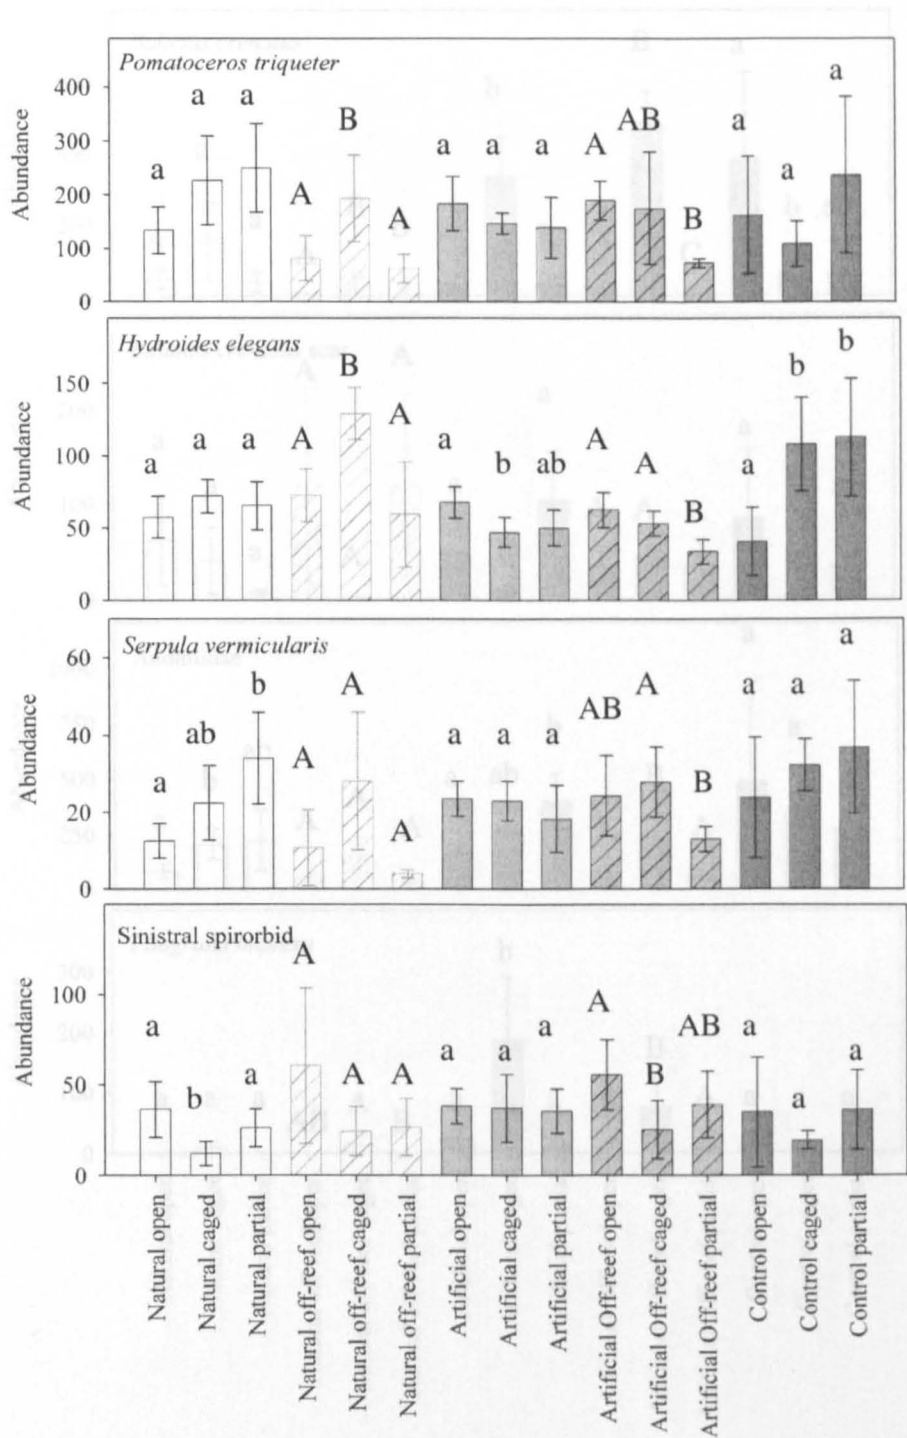 Pomatoceros triqueter
Abundance
400
300
200
100
0
a a a A B A a a a A AB B a a a
Hydroides elegans
Abundance
150
100
50
0
a a a A B A a b ab A A B a b b
Serpula vermicularis
Abundance
60
40
20
0
a ab b A A A a a a AB A B a a a
Sinistral spirorbid
Abundance
100
50
0
a b a A A A a a a A B AB a a a
Natural open
Natural caged
Natural partial
Natural off-reef open
Natural off-reef caged
Natural off-reef partial
Artificial open
Artificial caged
Artificial partial
Artificial Off-reef open
Artificial Off-reef caged
Artificial Off-reef partial
Control open
Control caged
Control partial